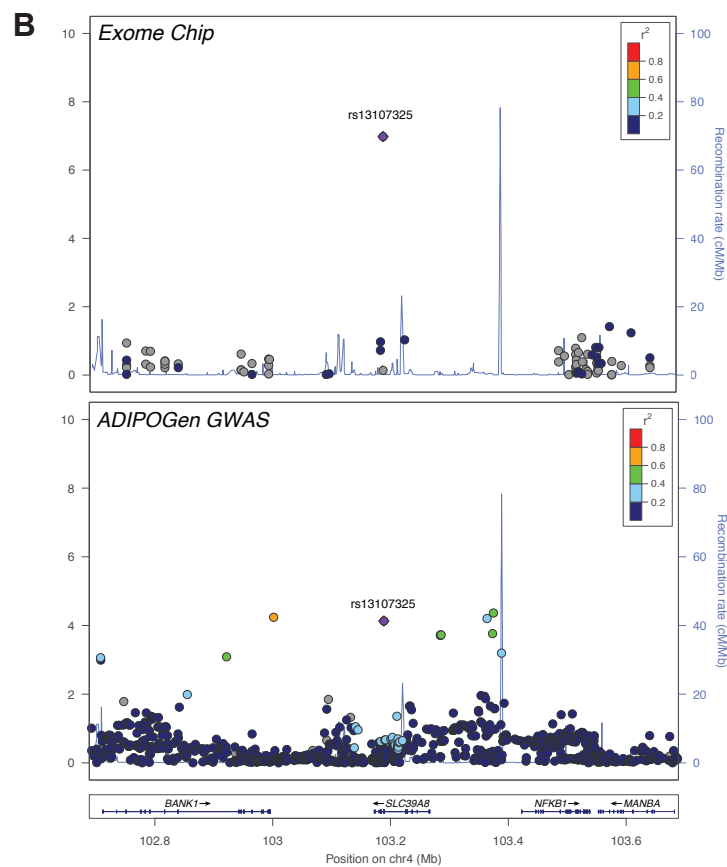 B
Exome Chip
10
8
6
4
2
0
100
80
60
40
20
0
Recombination rate (cM/Mb)
r2
0.8
0.6
0.4
0.2
rs13107325
ADIPOGen GWAS
10
8
6
4
2
0
100
80
60
40
20
0
Recombination rate (cM/Mb)
r2
0.8
0.6
0.4
0.2
rs13107325
BANK1→ ←SLC39A8 NFKB1→ ←MANBA
102.8 103 103.2 103.4 103.6
Position on chr4 (Mb)